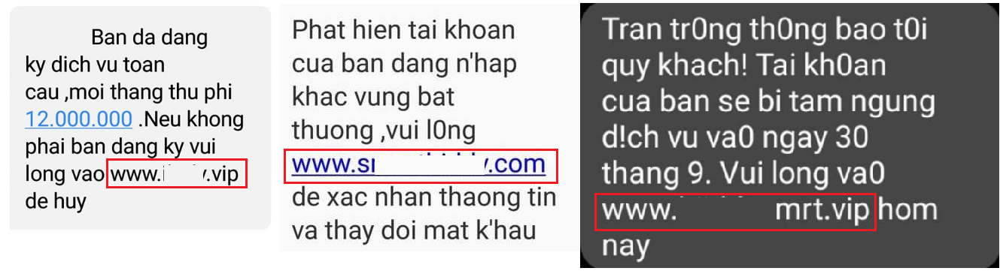 Ban da dang
ky dich vu toan
cau ,moi thang thu phi
12.000.000 .Neu khong
phai ban dang ky vui
long vao www. .vip
de huy
Phat hien tai khoan
cua ban dang n'hap
khac vung bat
thuong ,vui l0ng
www.s .com
de xac nhan thaong tin
va thay doi mat k'hau
Tran tr0ng th0ng bao t0i
quy khach! Tai kh0an
cua ban se bi tam ngung
d!ch vu va0 ngay 30
thang 9. Vui long va0
www. mrt.vip hom
nay